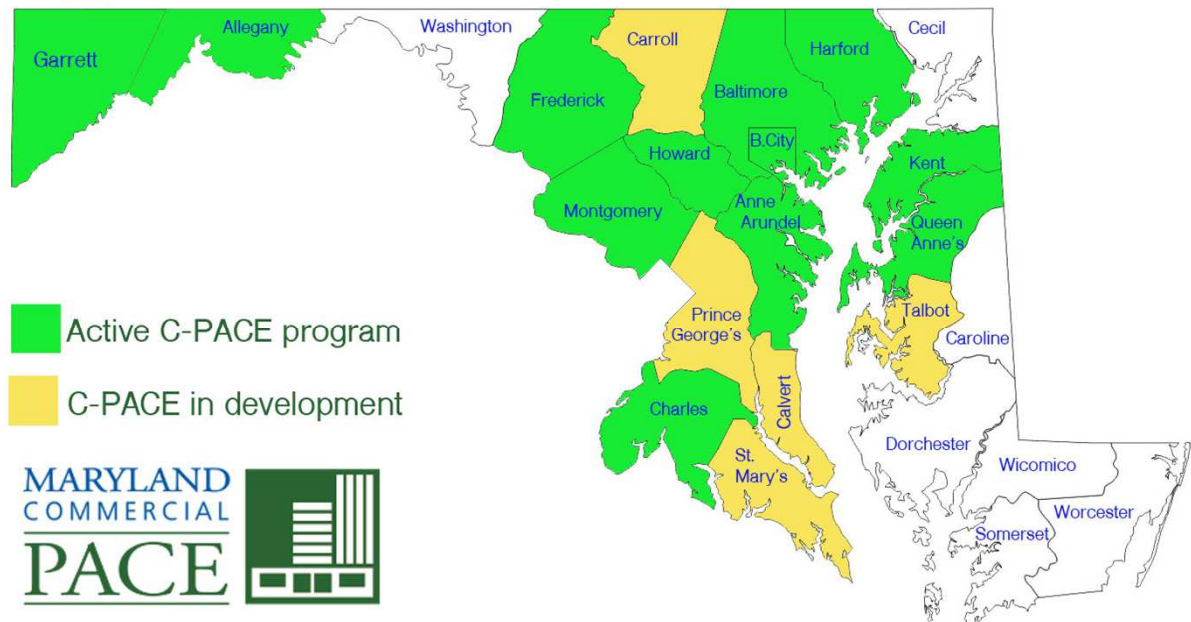 Garrett
Allegany
Washington
Frederick
Carroll
Baltimore
Harford
Cecil
B.City
Howard
Montgomery
Anne
Arundel
Kent
Queen
Anne's
Prince
George's
Talbot
Caroline
Charles
Calvert
St.
Mary's
Dorchester
Wicomico
Worcester
Somerset
Active C-PACE program
C-PACE in development
MARYLAND
COMMERCIAL
PACE